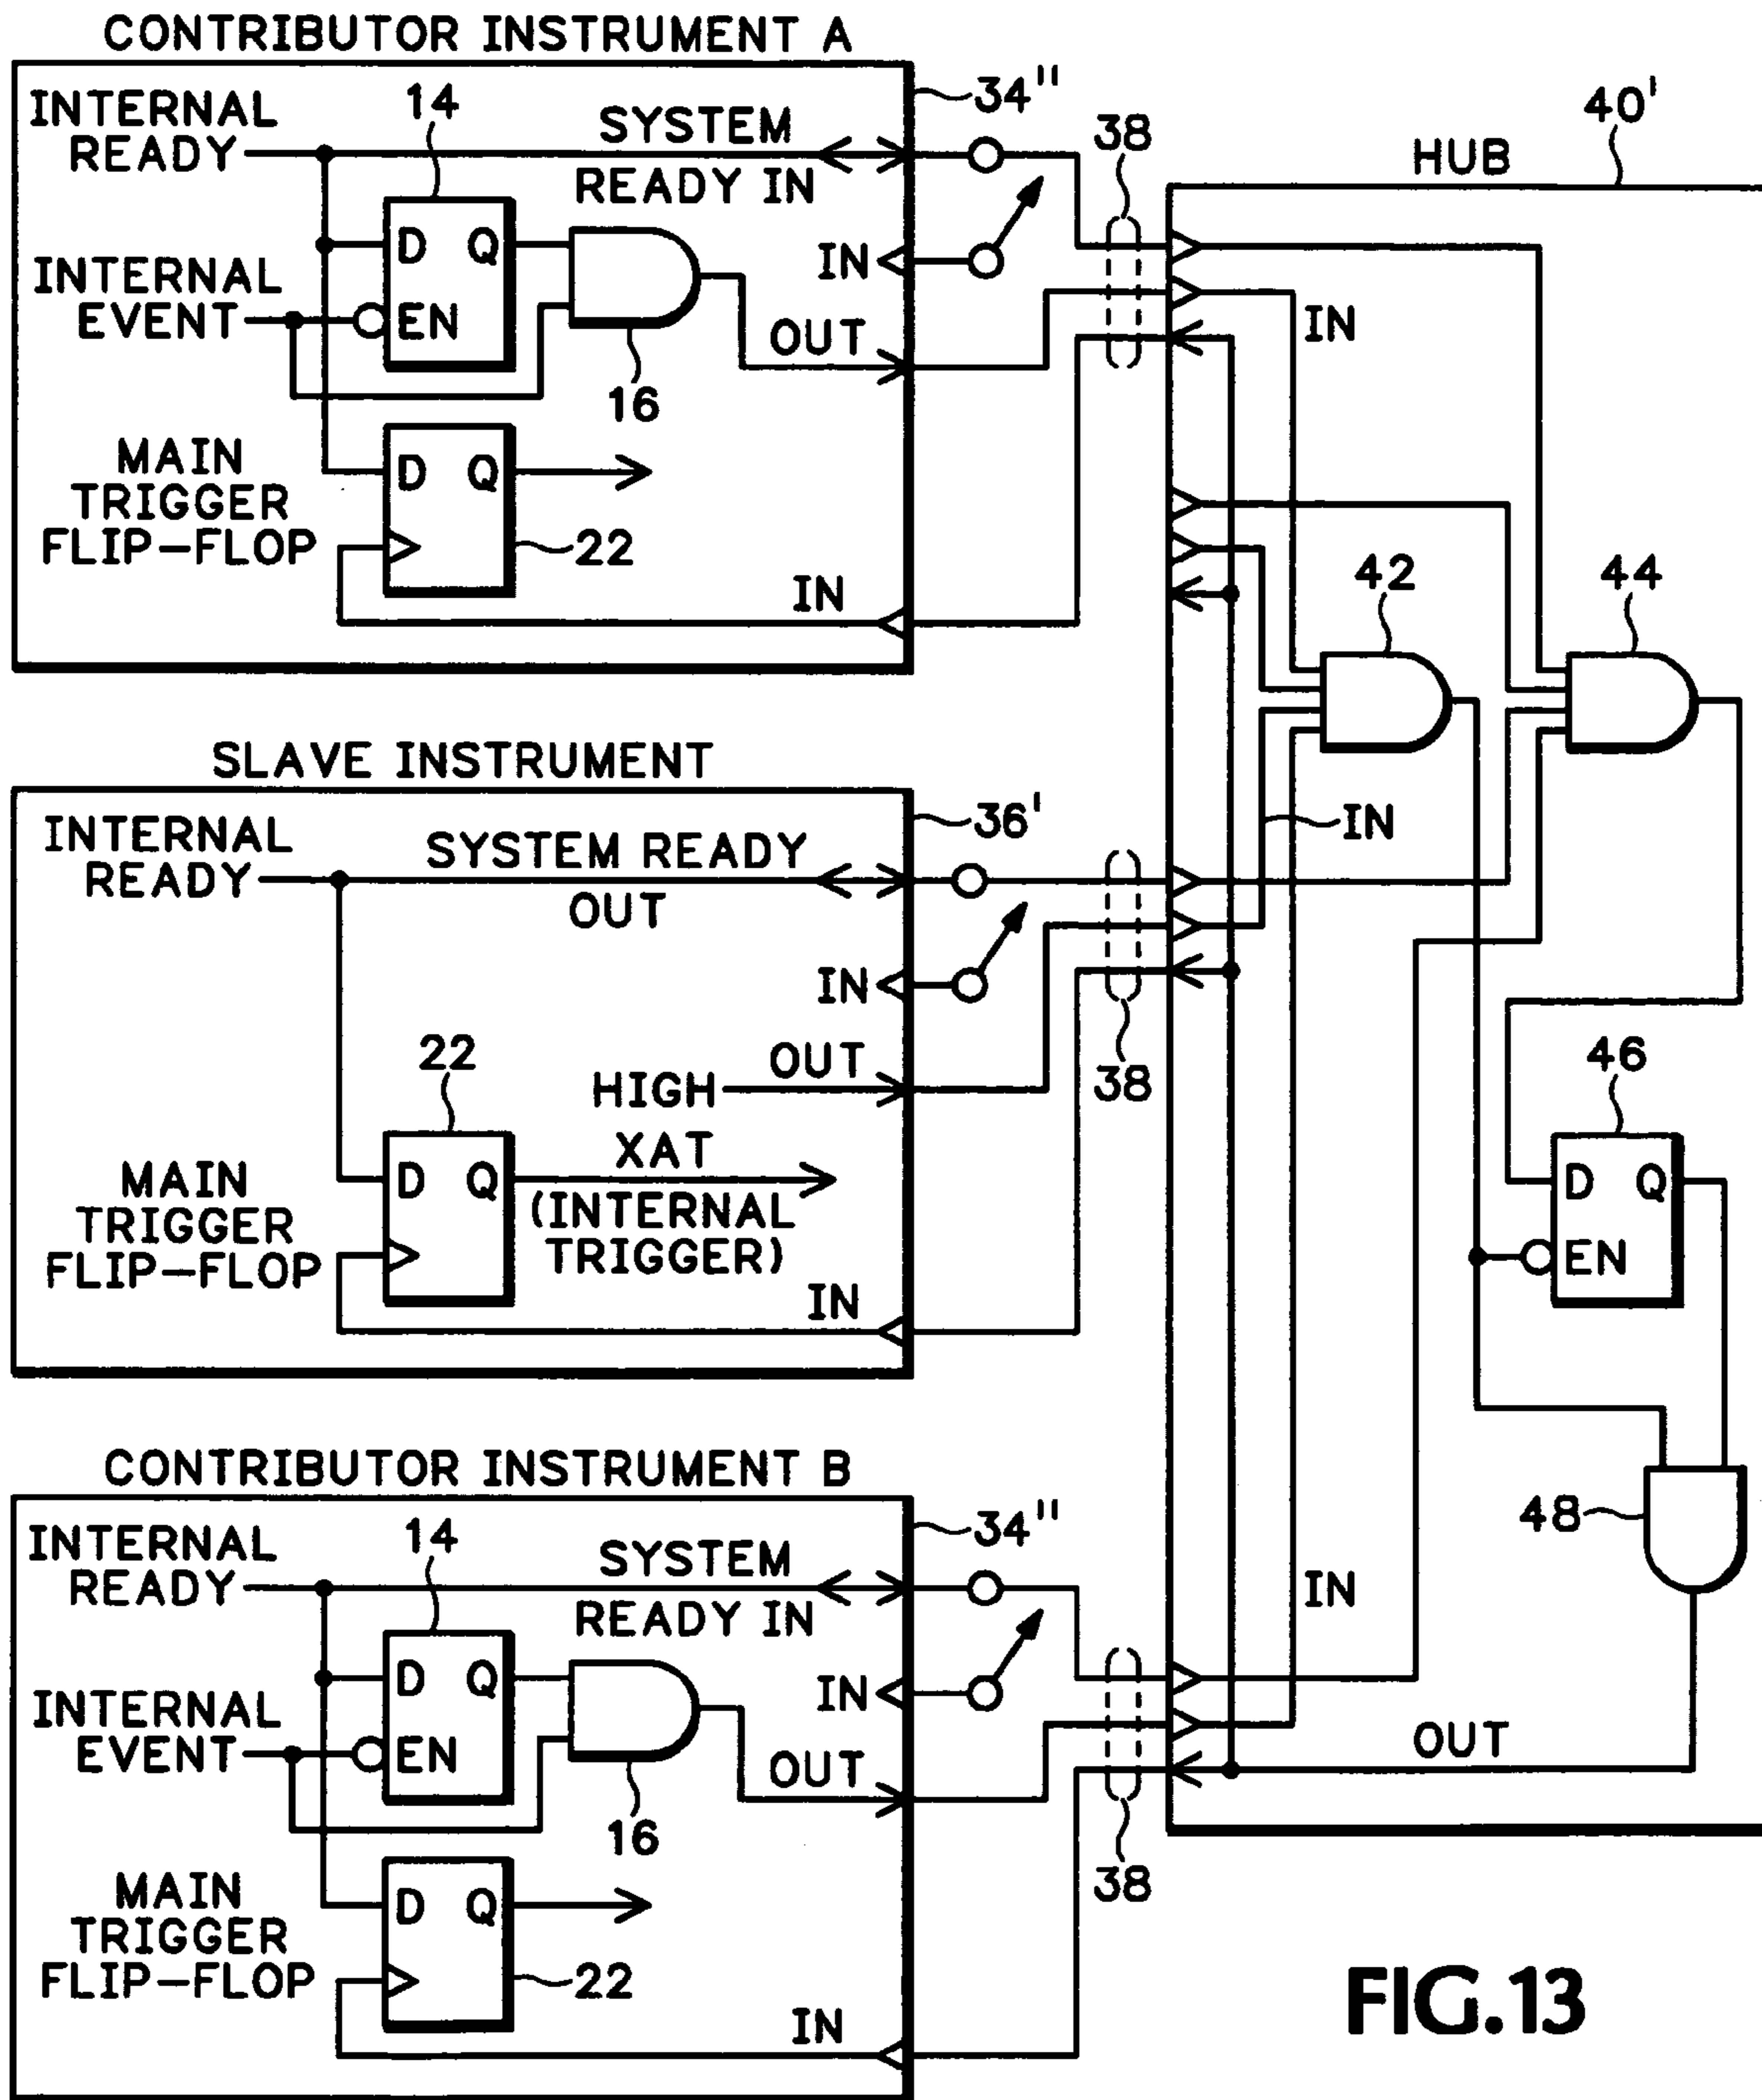 CONTRIBUTOR INSTRUMENT A
INTERNAL
READY
14
SYSTEM
READY IN
34"
38
HUB
40'
D Q
EN
INTERNAL
EVENT
IN
OUT
IN
16
MAIN
TRIGGER
FLIP-FLOP
D Q
22
IN
42
44
SLAVE INSTRUMENT
INTERNAL
READY
SYSTEM READY
OUT
36'
IN
IN
38
OUT
HIGH
22
XAT
(INTERNAL
TRIGGER)
D Q
MAIN
TRIGGER
FLIP-FLOP
IN
46
D Q
EN
CONTRIBUTOR INSTRUMENT B
INTERNAL
READY
14
SYSTEM
READY IN
34"
48
IN
D Q
EN
INTERNAL
EVENT
IN
OUT
OUT
16
38
MAIN
TRIGGER
FLIP-FLOP
D Q
22
IN
FIG.13